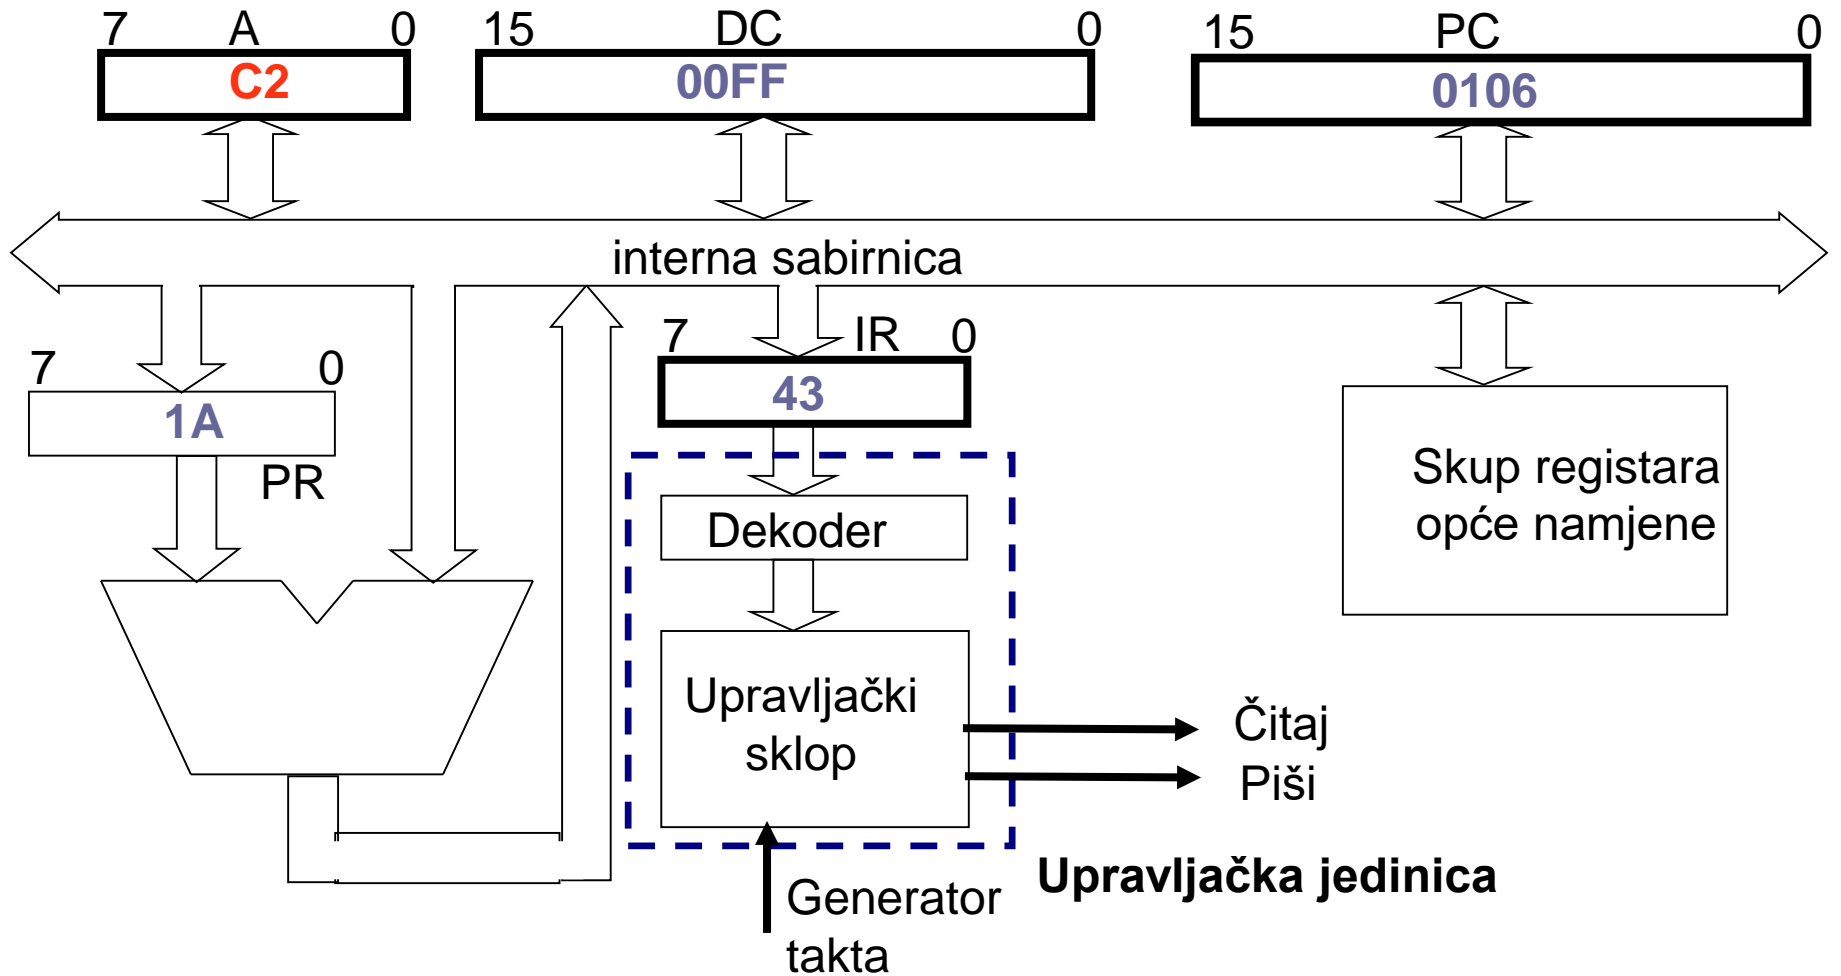 7 A 0
C2
15 DC 0
00FF
15 PC 0
0106
interna sabirnica
7 0
1A
PR
7 IR 0
43
Dekoder
Upravljački
sklop
Skup registara
opće namjene
Čitaj
Piši
Upravljačka jedinica
Generator
takta